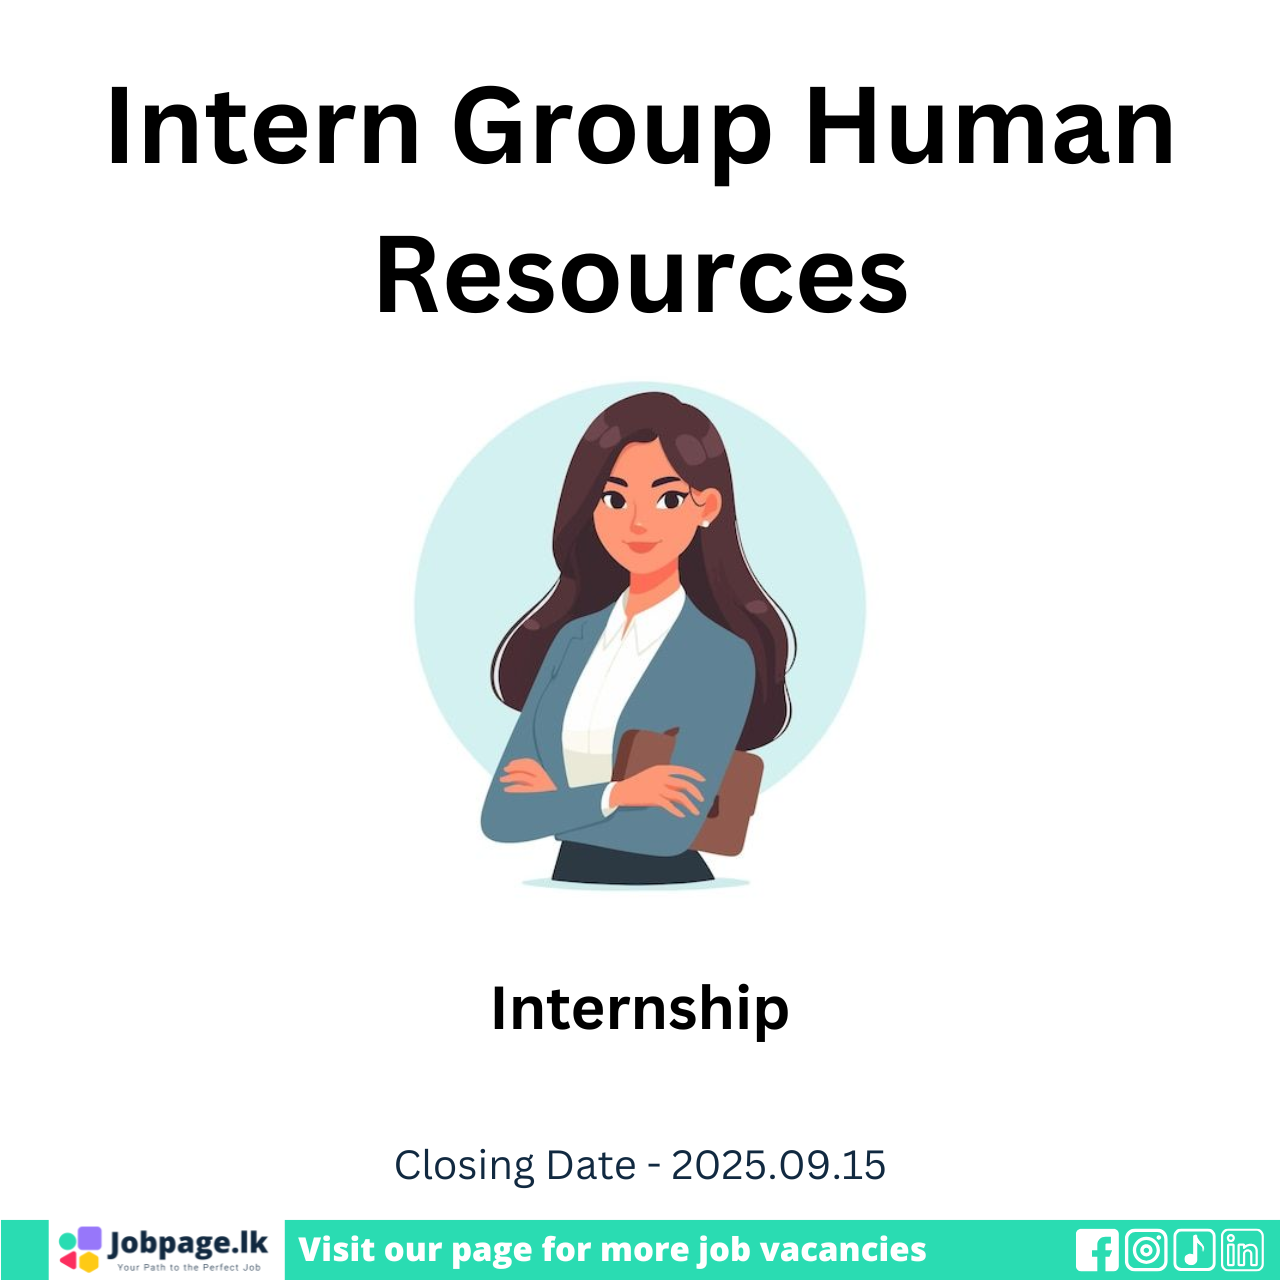 Intern Group Human
Resources
Internship
Closing Date - 2025.09.15
Jobpage.lk
Your Path to the Perfect Job
Visit our page for more job vacancies